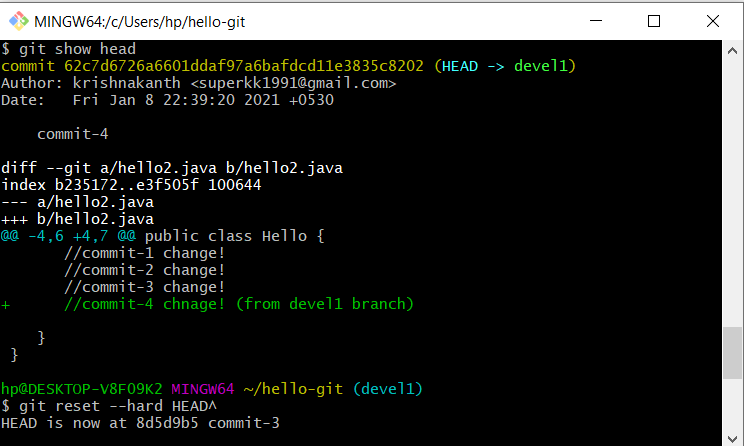 MINGW64:/c/Users/hp/hello-git
$ git show head
commit 62c7d6726a6601ddaf97a6bafdcd11e3835c8202 (HEAD -> devel1)
Author: krishnakanth <superkk1991@gmail.com>
Date:   Fri Jan 8 22:39:20 2021 +0530

    commit-4

diff --git a/hello2.java b/hello2.java
index b235172..e3f505f 100644
--- a/hello2.java
+++ b/hello2.java
@@ -4,6 +4,7 @@ public class Hello {
       //commit-1 change!
       //commit-2 change!
       //commit-3 change!
+      //commit-4 chnage! (from devel1 branch)

    }
 }

hp@DESKTOP-V8FO9K2 MINGW64 ~/hello-git (devel1)
$ git reset --hard HEAD^
HEAD is now at 8d5d9b5 commit-3